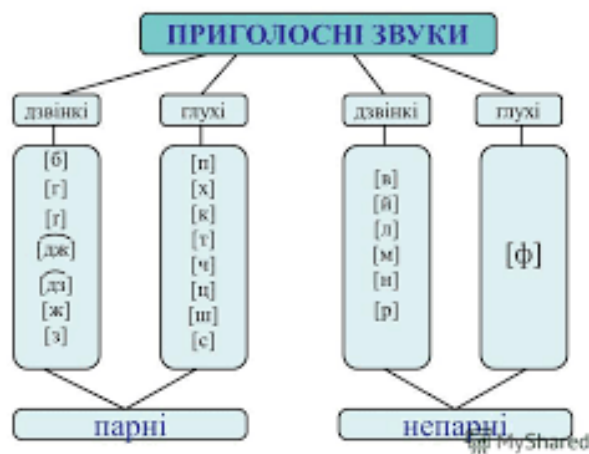 ПРИГОЛОСНІ ЗВУКИ
дзвінкі
глухі
дзвінкі
глухі
[б]
[г]
[ґ]
[дж]
[дз]
[ж]
[з]
[п]
[х]
[к]
[т]
[ч]
[ц]
[ш]
[с]
[в]
[й]
[л]
[м]
[н]
[р]
[ф]
парні
непарні
MyShared